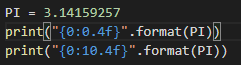 PI = 3.14159257
print("{0:0.4f}".format(PI))
print("{0:10.4f}".format(PI))